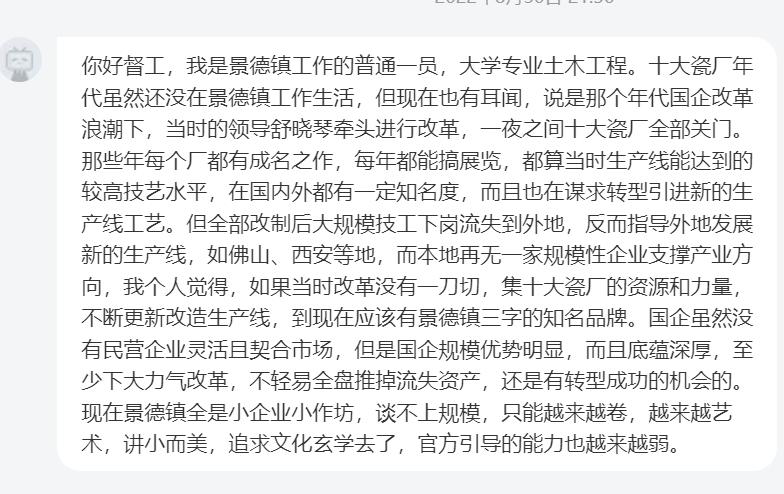 你好督工，我是景德镇工作的普通一员，大学专业土木工程。十大瓷厂年
代虽然还没在景德镇工作生活，但现在也有耳闻，说是那个年代国企改革
浪潮下，当时的领导舒晓琴牵头进行改革，一夜之间十大瓷厂全部关门。
那些年每个厂都有成名之作，每年都能搞展览，都算当时生产线能达到的
较高技艺水平，在国内外都有一定知名度，而且也在谋求转型引进新的生
产线工艺。但全部改制后大规模技工下岗流失到外地，反而指导外地发展
新的生产线，如佛山、西安等地，而本地再无一家规模性企业支撑产业方
向，我个人觉得，如果当时改革没有一刀切，集十大瓷厂的资源和力量，
不断更新改造生产线，到现在应该有景德镇三字的知名品牌。国企虽然没
有民营企业灵活且契合市场，但是国企规模优势明显，而且底蕴深厚，至
少下大力气改革，不轻易全盘推掉流失资产，还是有转型成功的机会的。
现在景德镇全是小企业小作坊，谈不上规模，只能越来越卷，越来越艺
术，讲小而美，追求文化玄学去了，官方引导的能力也越来越弱。